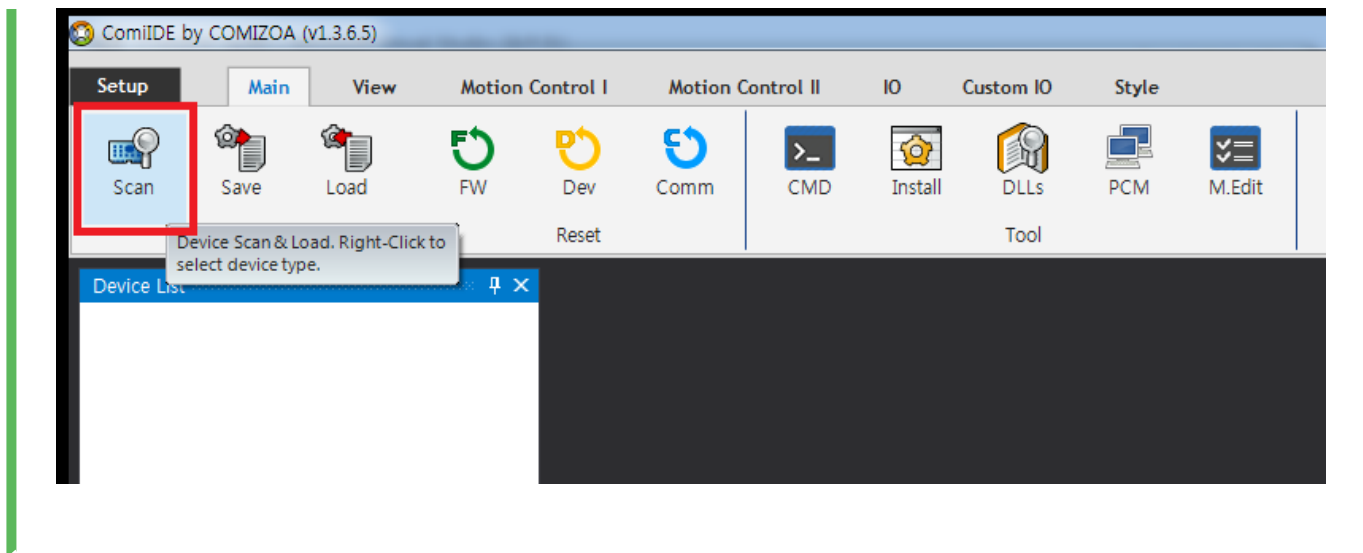 ComiIDE by COMIZOA (v1.3.6.5)
Setup Main View Motion Control I Motion Control II IO Custom IO Style
Scan Save Load FW Dev Comm CMD Install DLLs PCM M.Edit
Reset Tool
Device Scan & Load. Right-Click to
select device type.
Device List